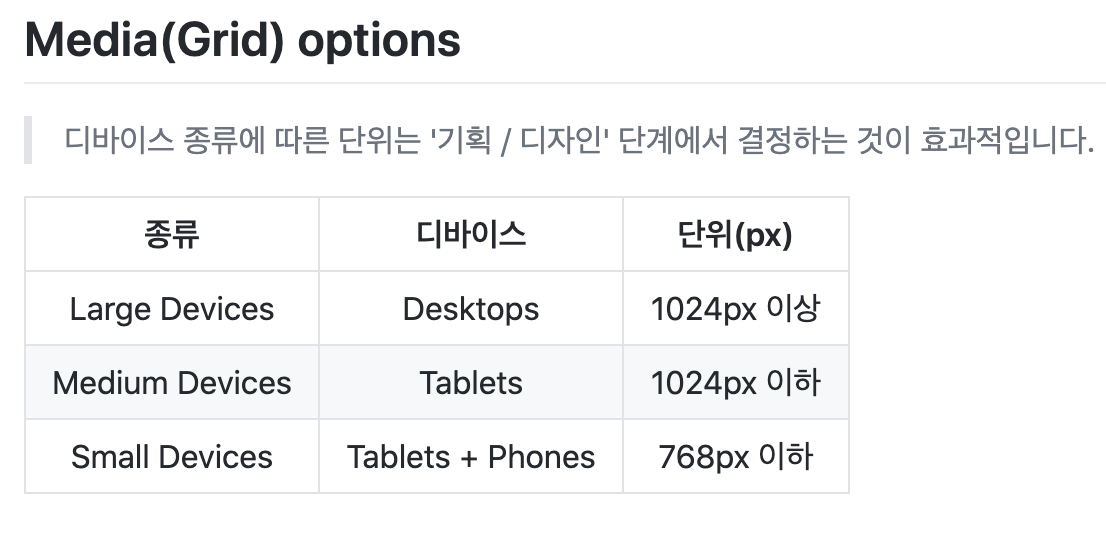 Media(Grid) options
디바이스 종류에 따른 단위는 '기획 / 디자인' 단계에서 결정하는 것이 효과적입니다.
종류 디바이스 단위(px)
Large Devices Desktops 1024px 이상
Medium Devices Tablets 1024px 이하
Small Devices Tablets + Phones 768px 이하